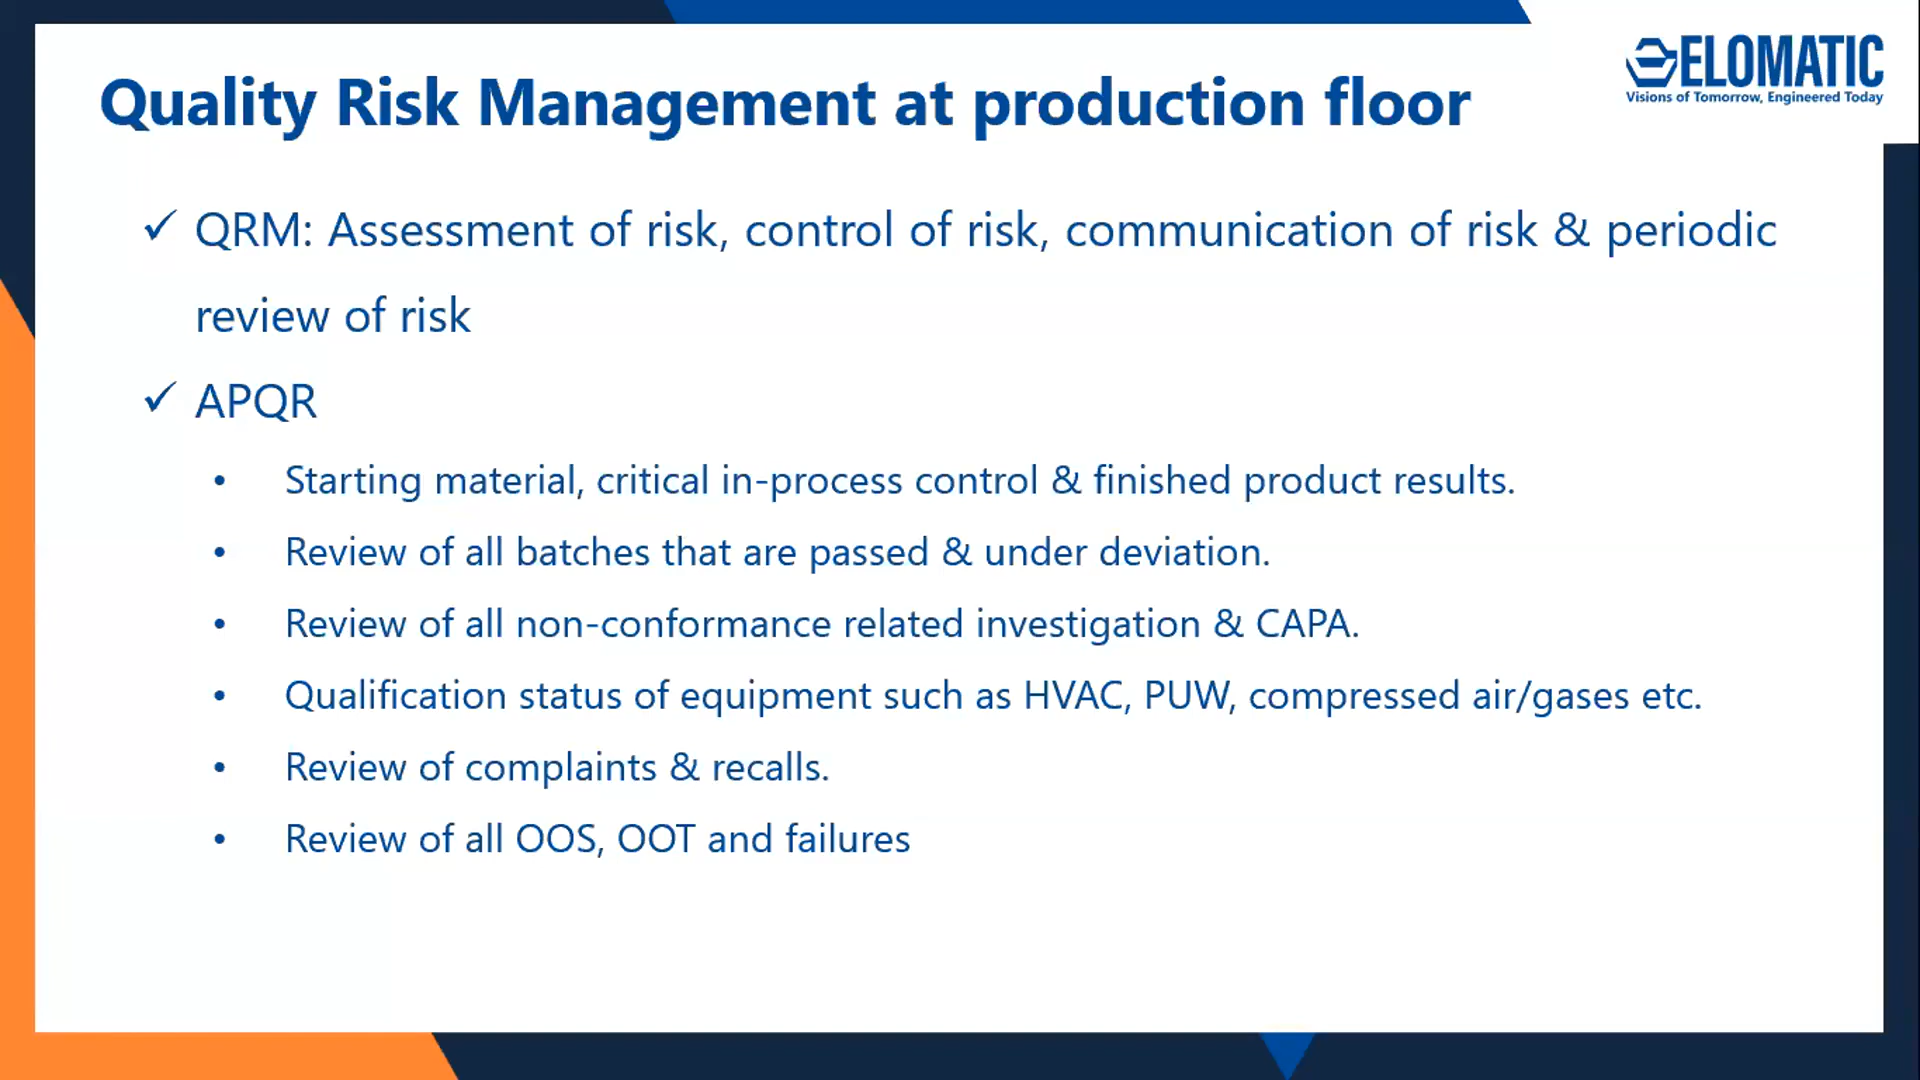 Quality Risk Management at production floor
ELOMATIC
Visions of Tomorrow, Engineered Today
✓ QRM: Assessment of risk, control of risk, communication of risk & periodic
review of risk
✓ APQR
• Starting material, critical in-process control & finished product results.
• Review of all batches that are passed & under deviation.
• Review of all non-conformance related investigation & CAPA.
• Qualification status of equipment such as HVAC, PUW, compressed air/gases etc.
• Review of complaints & recalls.
• Review of all OOS, OOT and failures